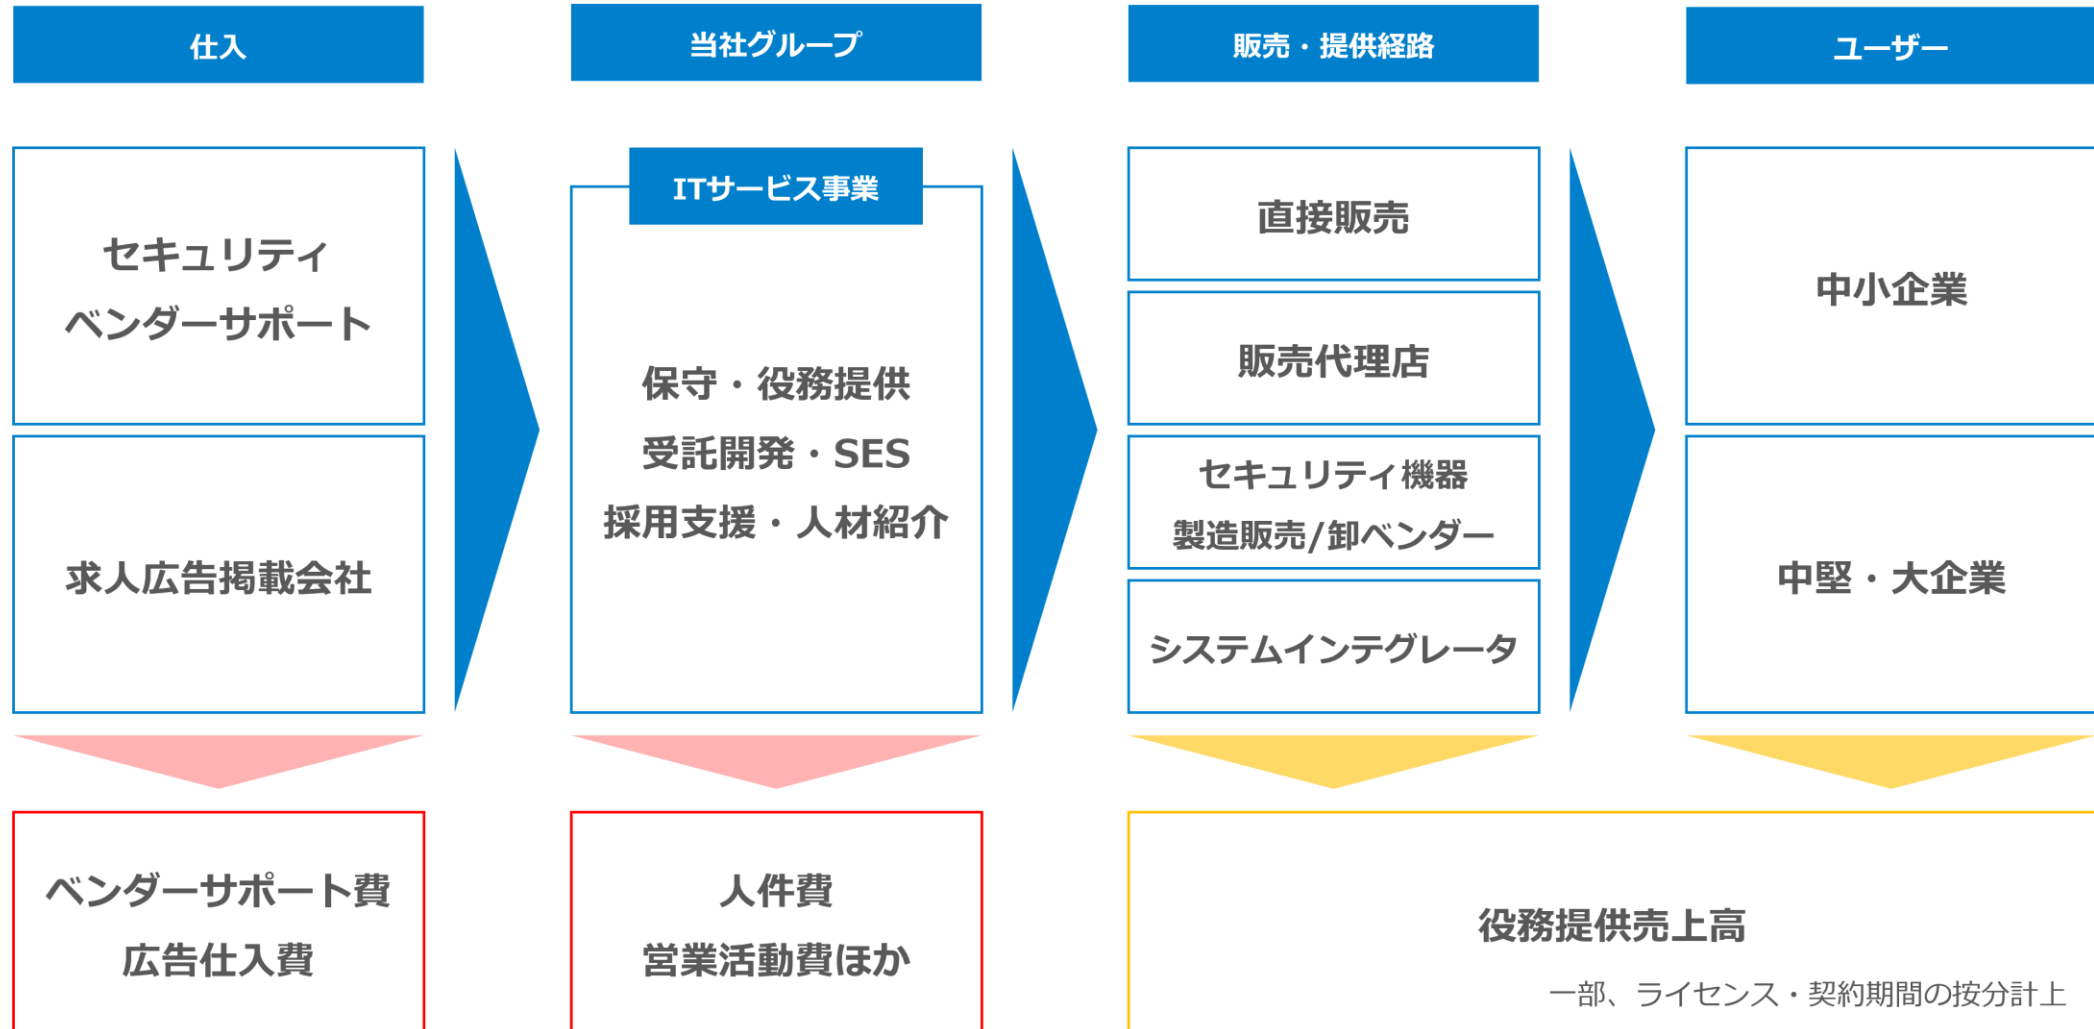 仕入
当社グループ
販売・提供経路
ユーザー
セキュリティ
ベンダーサポート
求人広告掲載会社
ITサービス事業
保守・役務提供
受託開発・SES
採用支援・人材紹介
直接販売
販売代理店
セキュリティ機器
製造販売/卸ベンダー
システムインテグレータ
中小企業
中堅・大企業
ベンダーサポート費
広告仕入費
人件費
営業活動費ほか
役務提供売上高
一部、ライセンス・契約期間の按分計上